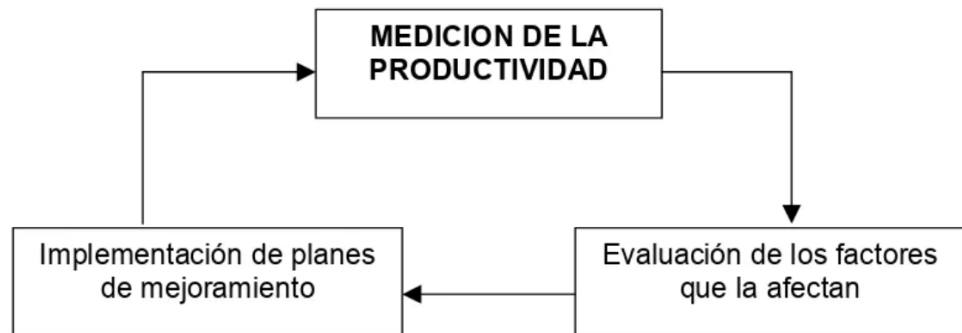 MEDICION DE LA
PRODUCTIVIDAD
Implementación de planes
de mejoramiento
Evaluación de los factores
que la afectan